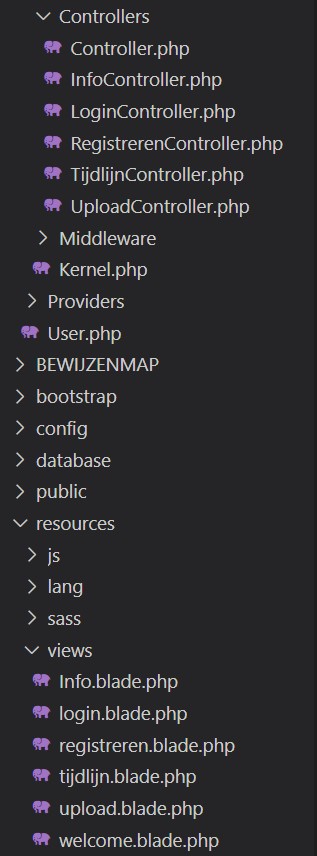 Controllers
Controller.php
InfoController.php
LoginController.php
RegistrerenController.php
TijdlijnController.php
UploadController.php
Middleware
Kernel.php
Providers
User.php
BEWIJZENMAP
bootstrap
config
database
public
resources
js
lang
sass
views
Info.blade.php
login.blade.php
registreren.blade.php
tijdlijn.blade.php
upload.blade.php
welcome.blade.php